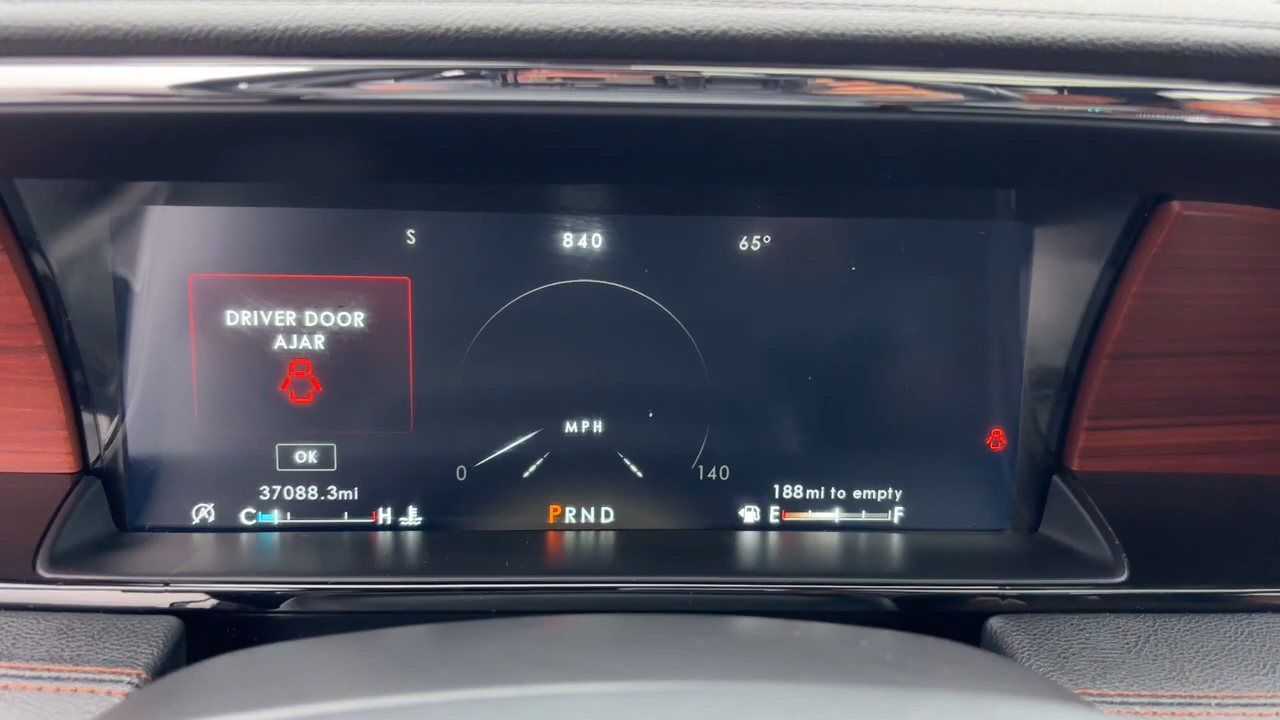 S
840
65°
DRIVER DOOR
AJAR
MPH
OK
0
140
37088.3mi
188mi to empty
C
H
PRND
E
F